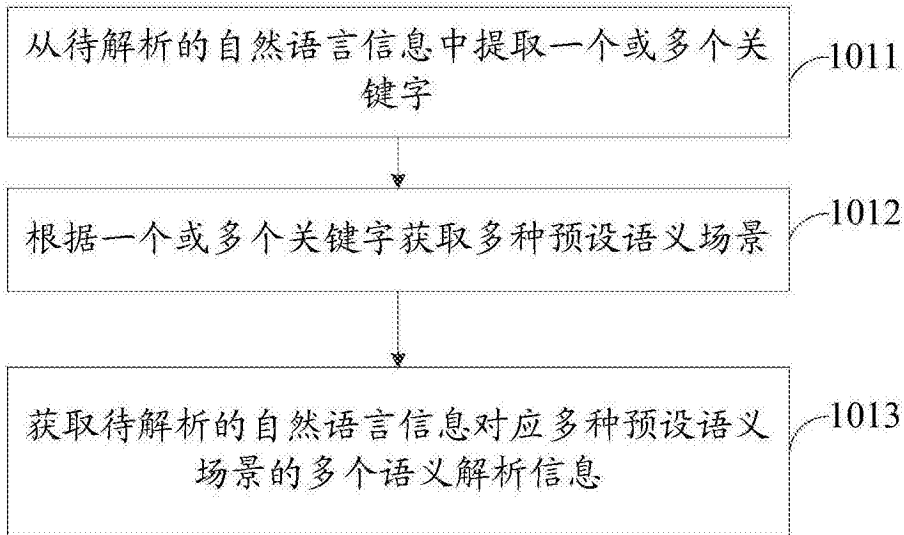 从待解析的自然语言信息中提取一个或多个关
键字
1011
根据一个或多个关键字获取多种预设语义场景
1012
获取待解析的自然语言信息对应多种预设语义
场景的多个语义解析信息
1013